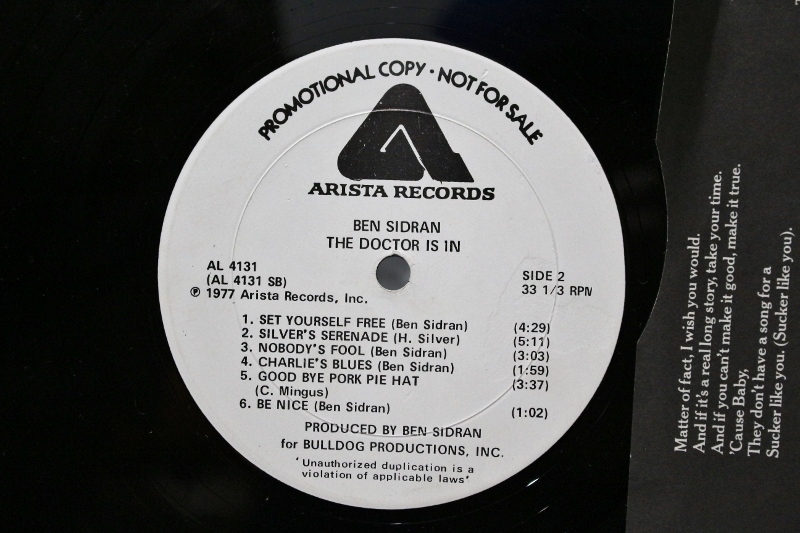 PROMOTIONAL COPY · NOT FOR SALE
ARISTA RECORDS
BEN SIDRAN
THE DOCTOR IS IN
AL 4131
(AL 4131 SB)
℗ 1977 Arista Records, Inc.
SIDE 2
33 1/3 RPM
1. SET YOURSELF FREE (Ben Sidran) (4:29)
2. SILVER'S SERENADE (H. Silver) (5:11)
3. NOBODY'S FOOL (Ben Sidran) (3:03)
4. CHARLIE'S BLUES (Ben Sidran) (1:59)
5. GOOD BYE PORK PIE HAT (3:37)
(C. Mingus)
6. BE NICE (Ben Sidran) (1:02)
PRODUCED BY BEN SIDRAN
for BULLDOG PRODUCTIONS, INC.
'Unauthorized duplication is a
violation of applicable laws'
Matter of fact, I wish you would.
And if it's a real long story, take your time.
And if you can't make it good, make it true.
'Cause Baby,
They don't have a song for a
Sucker like you. (Sucker like you).